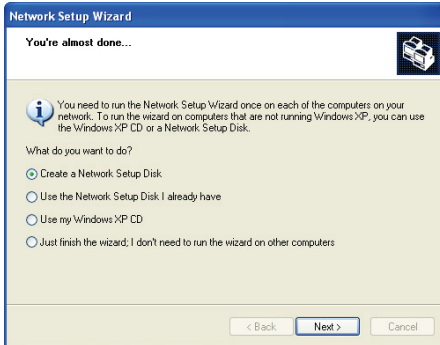 Network Setup Wizard
You're almost done...
You need to run the Network Setup Wizard once on each of the computers on your
network. To run the wizard on computers that are not running Windows XP, you can use
the Windows XP CD or a Network Setup Disk.
What do you want to do?
Create a Network Setup Disk
Use the Network Setup Disk I already have
Use my Windows XP CD
Just finish the wizard; I don't need to run the wizard on other computers
< Back Next > Cancel